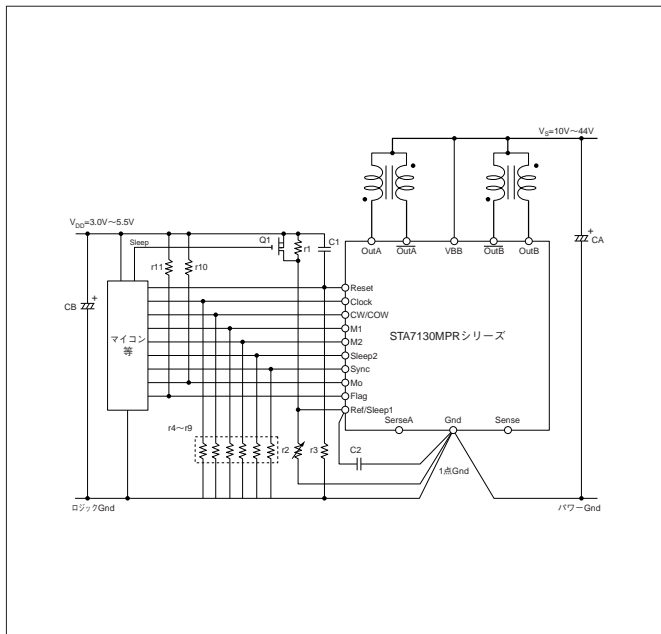 VS=10V〜44V
CA
OutA
OutA
VBB
OutB
OutB
VDD=3.0V〜5.5V
Sleep
Q1
r1
C1
r11
r10
CB
マイコン
等
STA7130MPRシリーズ
Reset
Clock
CW/COW
M1
M2
Sleep2
Sync
Mo
Flag
Ref/Sleep1
SerseA
Gnd
Sense
r4〜r9
r2
r3
C2
1点Gnd
ロジックGnd
パワーGnd